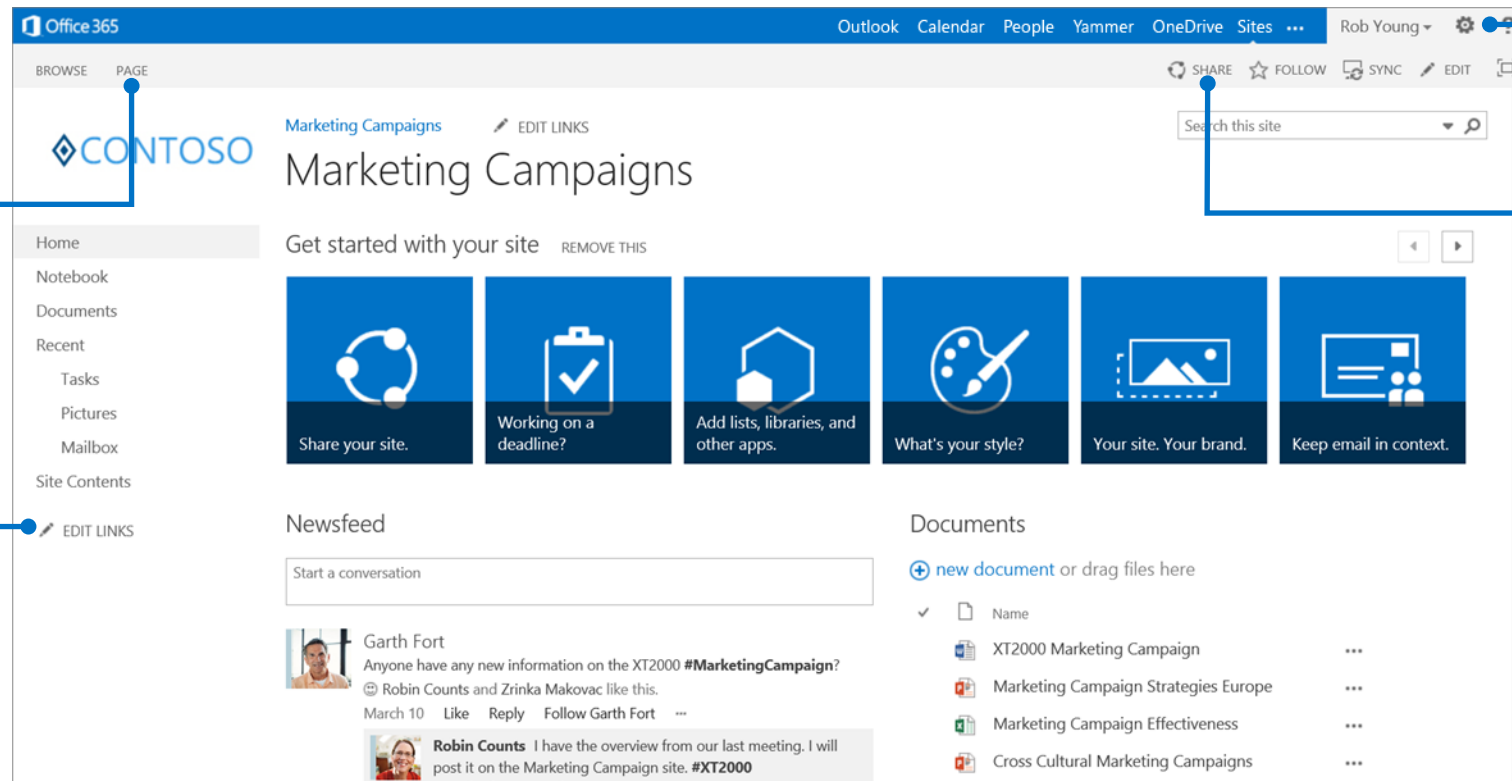 Office 365
Outlook Calendar People Yammer OneDrive Sites ••• Rob Young
BROWSE PAGE
SHARE FOLLOW SYNC EDIT
CONTOSO
Marketing Campaigns EDIT LINKS
Search this site
Marketing Campaigns
Home
Notebook
Documents
Recent
Tasks
Pictures
Mailbox
Site Contents
EDIT LINKS
Get started with your site REMOVE THIS
Share your site.
Working on a
deadline?
Add lists, libraries, and
other apps.
What's your style?
Your site. Your brand.
Keep email in context.
Newsfeed
Start a conversation
Garth Fort
Anyone have any new information on the XT2000 #MarketingCampaign?
Robin Counts and Zrinka Makovac like this.
March 10 Like Reply Follow Garth Fort •••
Robin Counts I have the overview from our last meeting. I will
post it on the Marketing Campaign site. #XT2000
Documents
new document or drag files here
Name
XT2000 Marketing Campaign •••
Marketing Campaign Strategies Europe •••
Marketing Campaign Effectiveness •••
Cross Cultural Marketing Campaigns •••